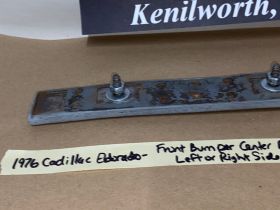 Kenilworth,
1976 Cadillac Eldorado- Front Bumper Center
Left or Right Side